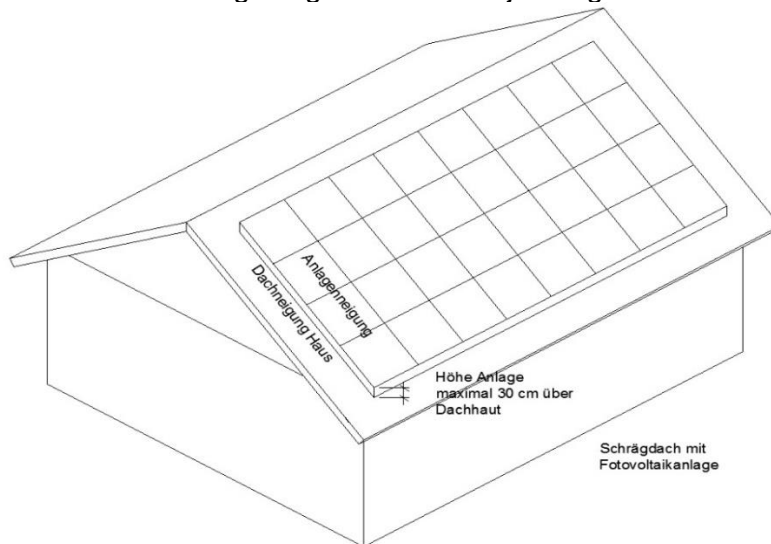 Anlagenneigung
Dachneigung Haus
Höhe Anlage
maximal 30 cm über
Dachhaut
Schrägdach mit
Fotovoltaikanlage